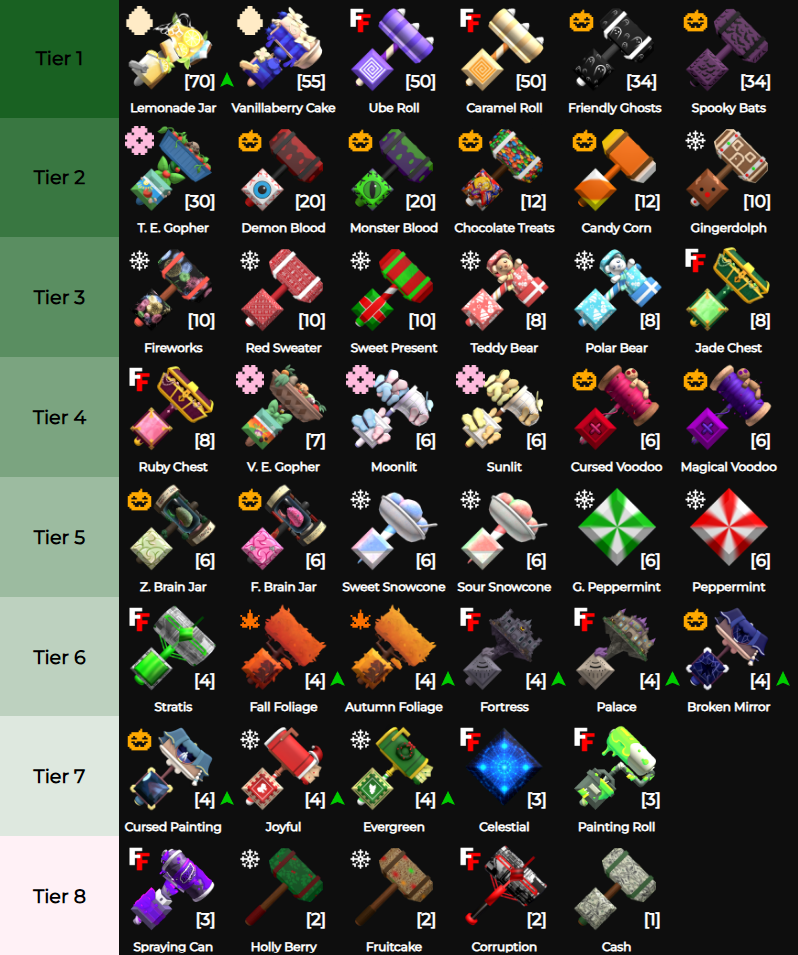 Tier 1
[70] [55] [50] [50] [34] [34]
Lemonade Jar Vanillaberry Cake Ube Roll Caramel Roll Friendly Ghosts Spooky Bats
Tier 2
[30] [20] [20] [12] [12] [10]
T. E. Gopher Demon Blood Monster Blood Chocolate Treats Candy Corn Gingerdolph
Tier 3
[10] [10] [10] [8] [8] [8]
Fireworks Red Sweater Sweet Present Teddy Bear Polar Bear Jade Chest
Tier 4
[8] [7] [6] [6] [6] [6]
Ruby Chest V. E. Gopher Moonlit Sunlit Cursed Voodoo Magical Voodoo
Tier 5
[6] [6] [6] [6] [6] [6]
Z. Brain Jar F. Brain Jar Sweet Snowcone Sour Snowcone G. Peppermint Peppermint
Tier 6
[4] [4] [4] [4] [4] [4]
Stratis Fall Foliage Autumn Foliage Fortress Palace Broken Mirror
Tier 7
[4] [4] [4] [3] [3]
Cursed Painting Joyful Evergreen Celestial Painting Roll
Tier 8
[3] [2] [2] [2] [1]
Spraying Can Holly Berry Fruitcake Corruption Cash